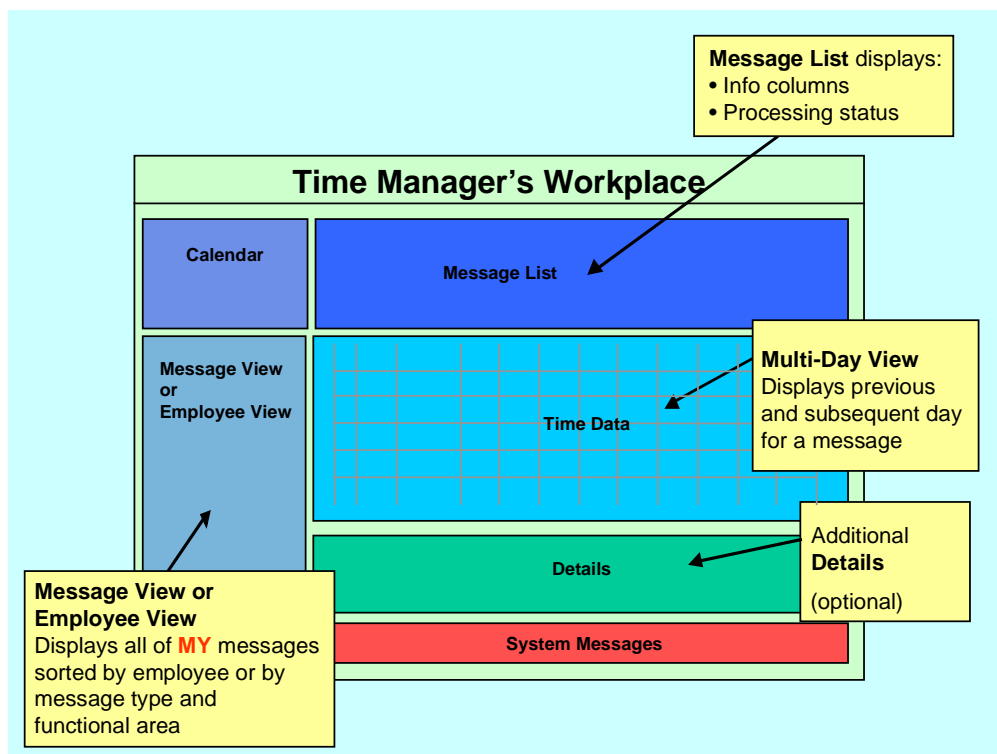 Message List displays:
• Info columns
• Processing status
Time Manager’s Workplace
Calendar
Message List
Message View
or
Employee View
Time Data
Multi-Day View
Displays previous
and subsequent day
for a message
Details
Additional
Details
(optional)
System Messages
Message View or
Employee View
Displays all of MY messages
sorted by employee or by
message type and
functional area